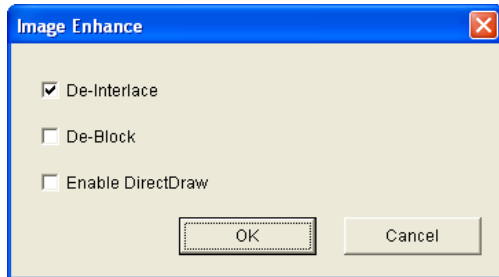 Image Enhance
De-Interlace
De-Block
Enable DirectDraw
OK Cancel